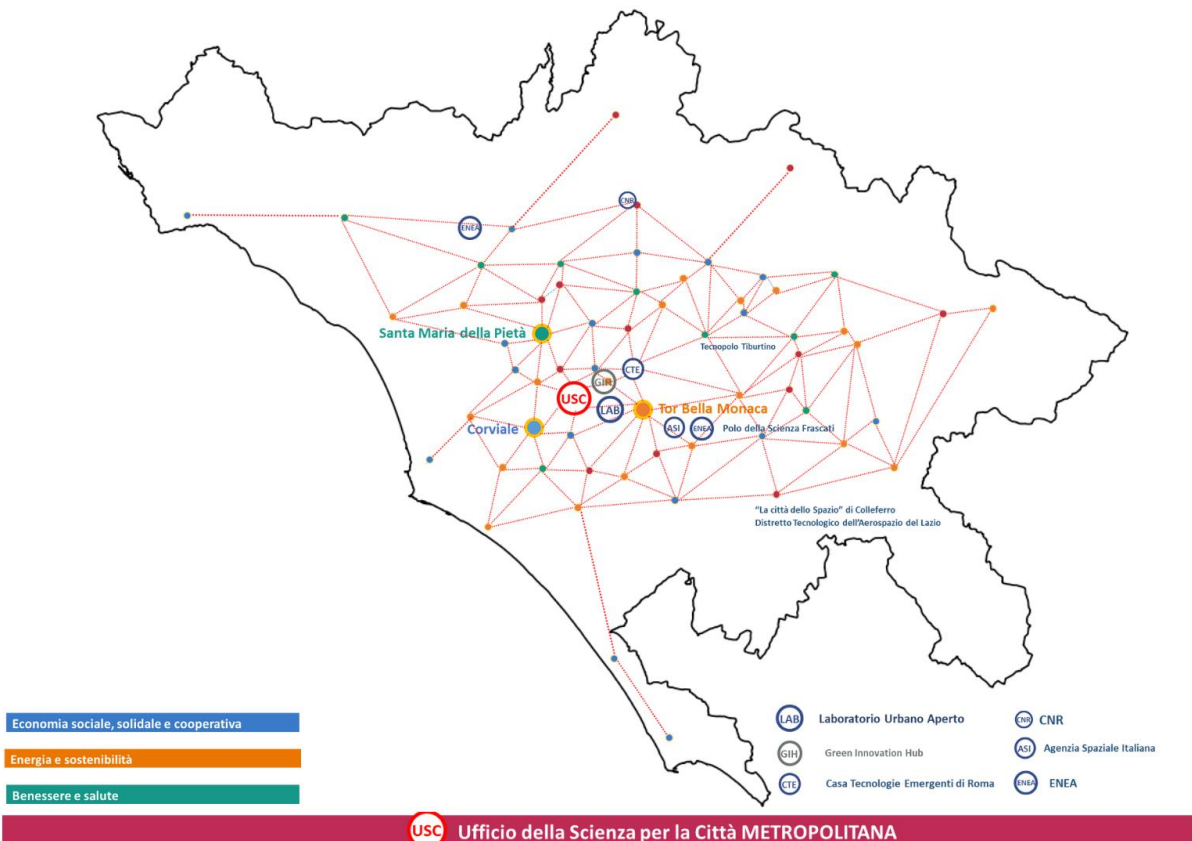 CNR
ENEA
Santa Maria della Pietà
Tecnopolo Tiburtino
CTE
GIH
USC
LAB
Tor Bella Monaca
Corviale
ASI
ENEA
Polo della Scienza Frascati
"La città dello Spazio" di Colleferro
Distretto Tecnologico dell'Aerospazio del Lazio
Economia sociale, solidale e cooperativa
Energia e sostenibilità
Benessere e salute
LAB Laboratorio Urbano Aperto
GIH Green Innovation Hub
CTE Casa Tecnologie Emergenti di Roma
CNR CNR
ASI Agenzia Spaziale Italiana
ENEA ENEA
USC Ufficio della Scienza per la Città METROPOLITANA